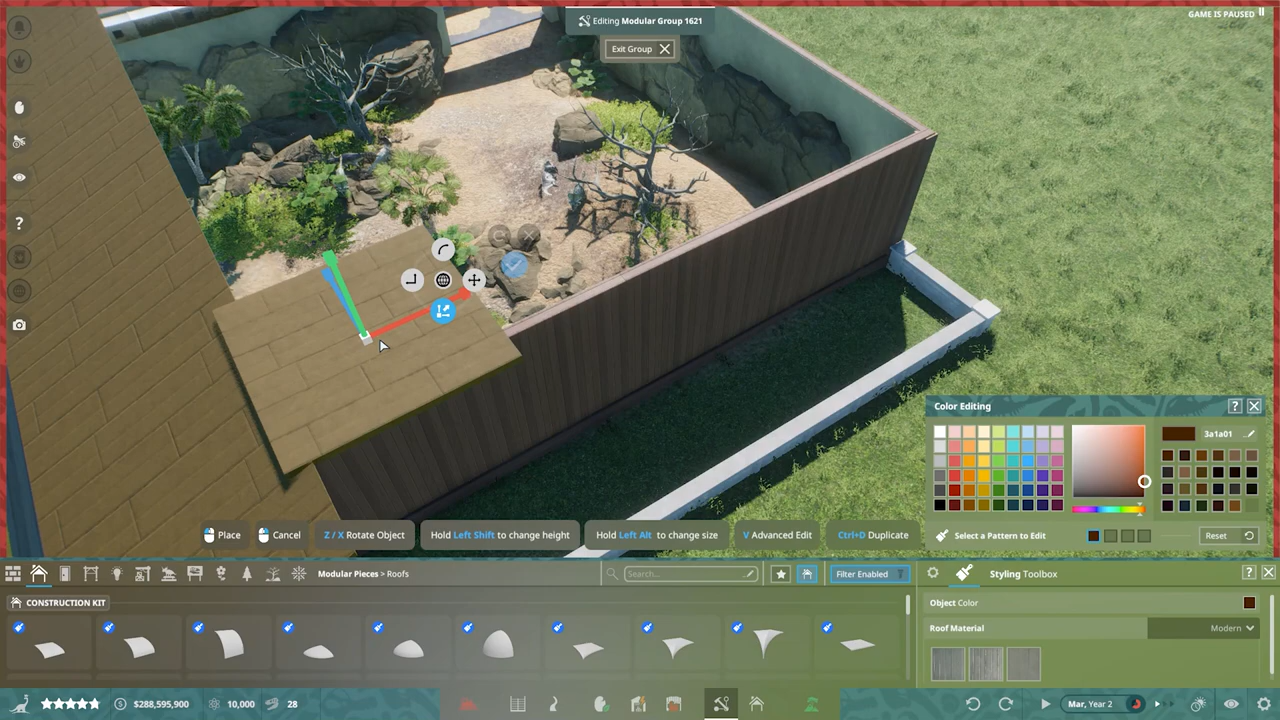 GAME IS PAUSED
Editing Modular Group 1621
Exit Group
?
Color Editing
?
3a1a01
Select a Pattern to Edit
Reset
Place
Cancel
Z / X Rotate Object
Hold Left Shift to change height
Hold Left Alt to change size
V Advanced Edit
Ctrl+D Duplicate
Modular Pieces > Roofs
Search...
Filter Enabled
Styling Toolbox
?
CONSTRUCTION KIT
Object Color
Roof Material
Modern
$288,595,900
10,000
28
Mar, Year 2